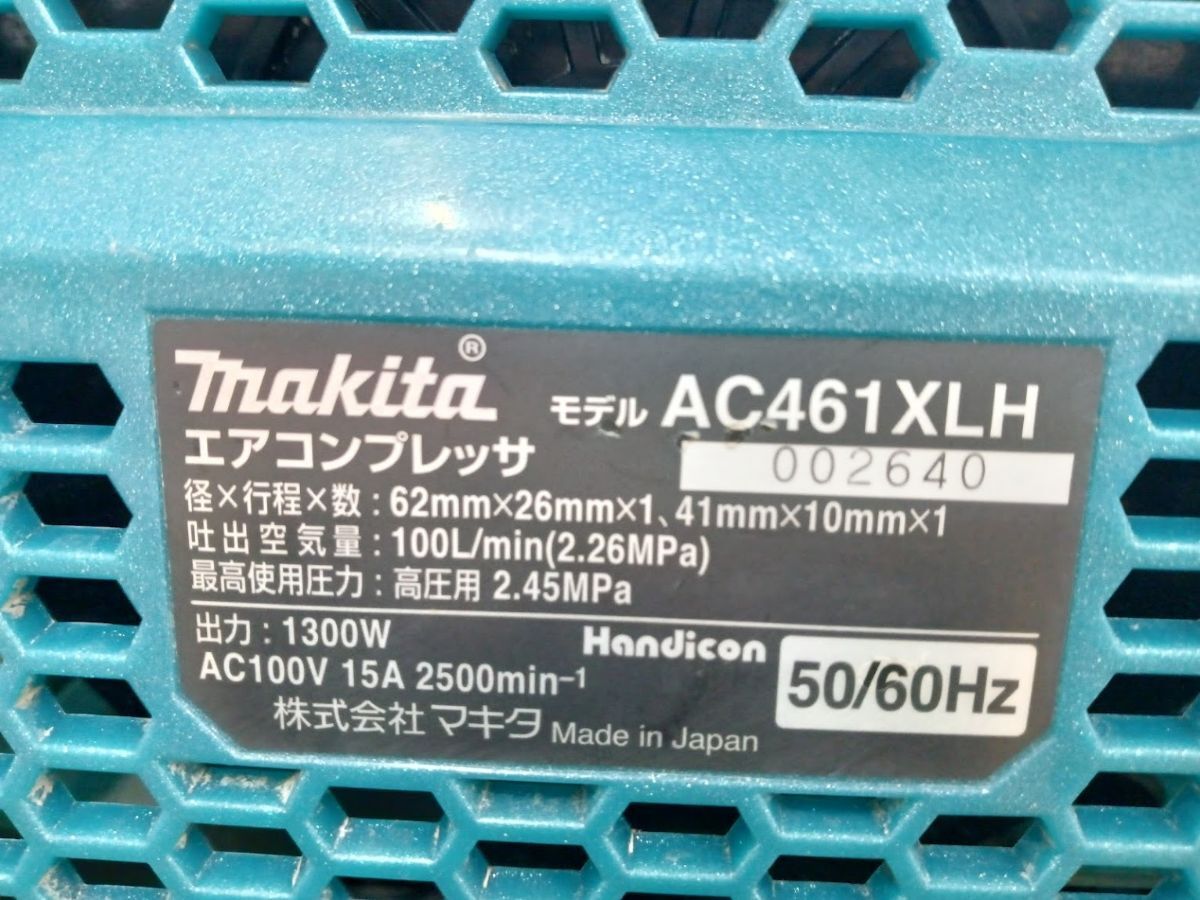 makita®
モデル AC461XLH
エアコンプレッサ
002640
径×行程×数：62mm×26mm×1、41mm×10mm×1
吐出空気量：100L/min(2.26MPa)
最高使用圧力：高圧用 2.45MPa
出力：1300W
Handicon
AC100V 15A 2500min-1
50/60Hz
株式会社マキタ Made in Japan